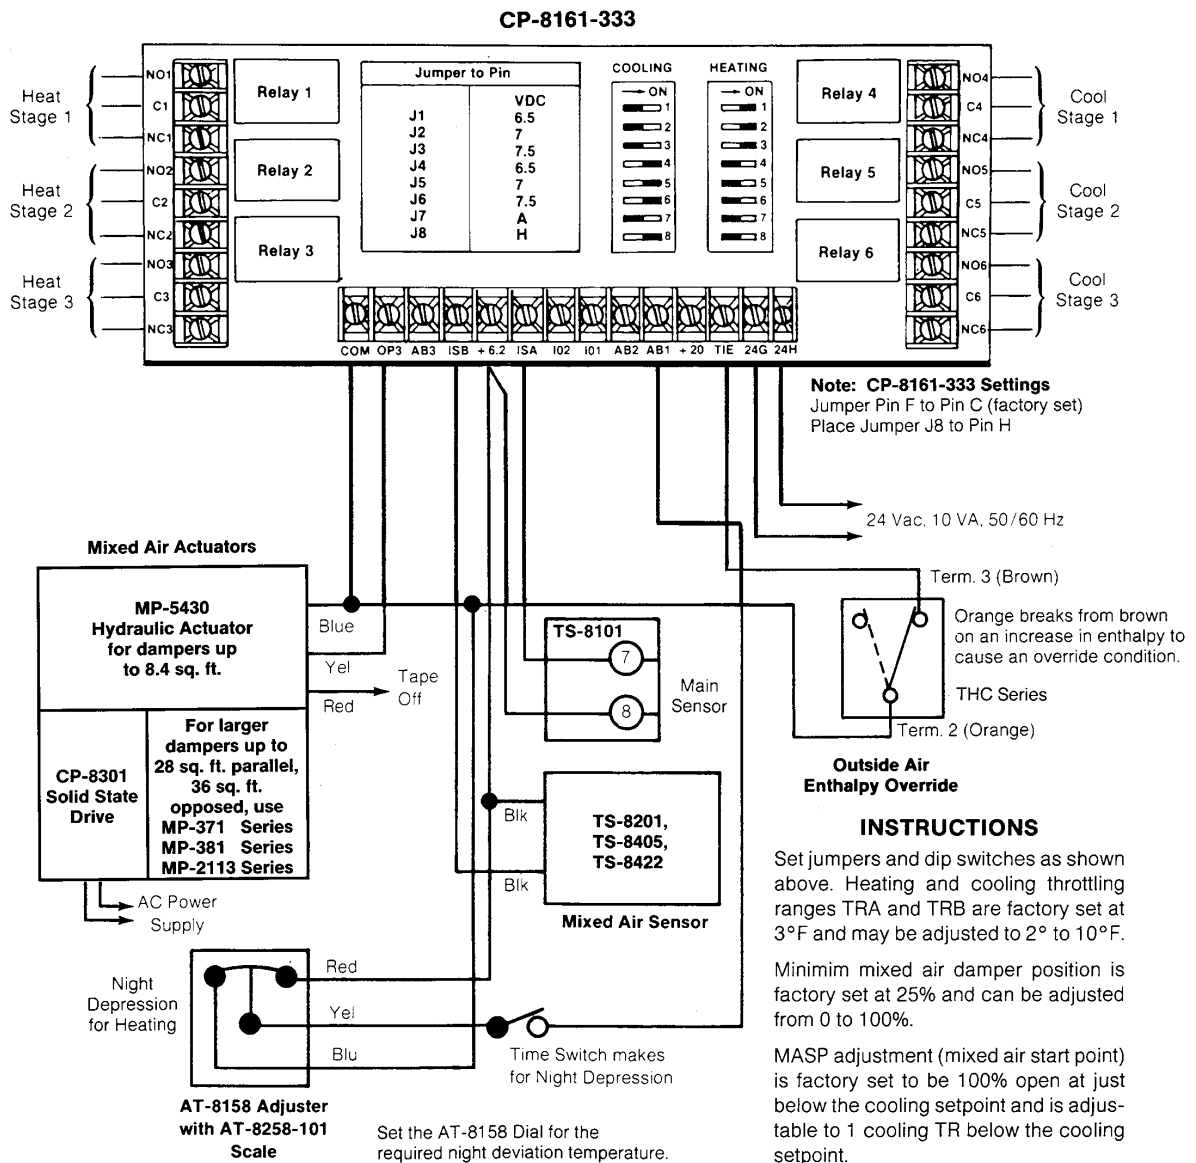 CP-8161-333
Heat
Stage 1
Heat
Stage 2
Heat
Stage 3
NO1
C1
NC1
NO2
C2
NC2
NO3
C3
NC3
Relay 1
Relay 2
Relay 3
Jumper to Pin
VDC
J1 6.5
J2 7
J3 7.5
J4 6.5
J5 7
J6 7.5
J7 A
J8 H
COOLING
→ ON
1
2
3
4
5
6
7
8
HEATING
→ ON
1
2
3
4
5
6
7
8
Relay 4
Relay 5
Relay 6
NO4
C4
NC4
NO5
C5
NC5
NO6
C6
NC6
Cool
Stage 1
Cool
Stage 2
Cool
Stage 3
COM OP3 AB3 ISB +6.2 ISA I02 I01 AB2 AB1 +20 TIE 24G 24H
Note: CP-8161-333 Settings
Jumper Pin F to Pin C (factory set)
Place Jumper J8 to Pin H
24 Vac, 10 VA, 50/60 Hz
Mixed Air Actuators
MP-5430
Hydraulic Actuator
for dampers up
to 8.4 sq. ft.
Blue
Yel
Red
Tape
Off
CP-8301
Solid State
Drive
For larger
dampers up to
28 sq. ft. parallel,
36 sq. ft.
opposed, use
MP-371 Series
MP-381 Series
MP-2113 Series
AC Power
Supply
TS-8101
7
8
Main
Sensor
Term. 3 (Brown)
Orange breaks from brown
on an increase in enthalpy to
cause an override condition.
THC Series
Term. 2 (Orange)
Outside Air
Enthalpy Override
Blk
Blk
TS-8201,
TS-8405,
TS-8422
Mixed Air Sensor
Night
Depression
for Heating
Red
Yel
Blu
Time Switch makes
for Night Depression
AT-8158 Adjuster
with AT-8258-101
Scale
Set the AT-8158 Dial for the
required night deviation temperature.
INSTRUCTIONS
Set jumpers and dip switches as shown
above. Heating and cooling throttling
ranges TRA and TRB are factory set at
3°F and may be adjusted to 2° to 10°F.
Minimim mixed air damper position is
factory set at 25% and can be adjusted
from 0 to 100%.
MASP adjustment (mixed air start point)
is factory set to be 100% open at just
below the cooling setpoint and is adjus-
table to 1 cooling TR below the cooling
setpoint.